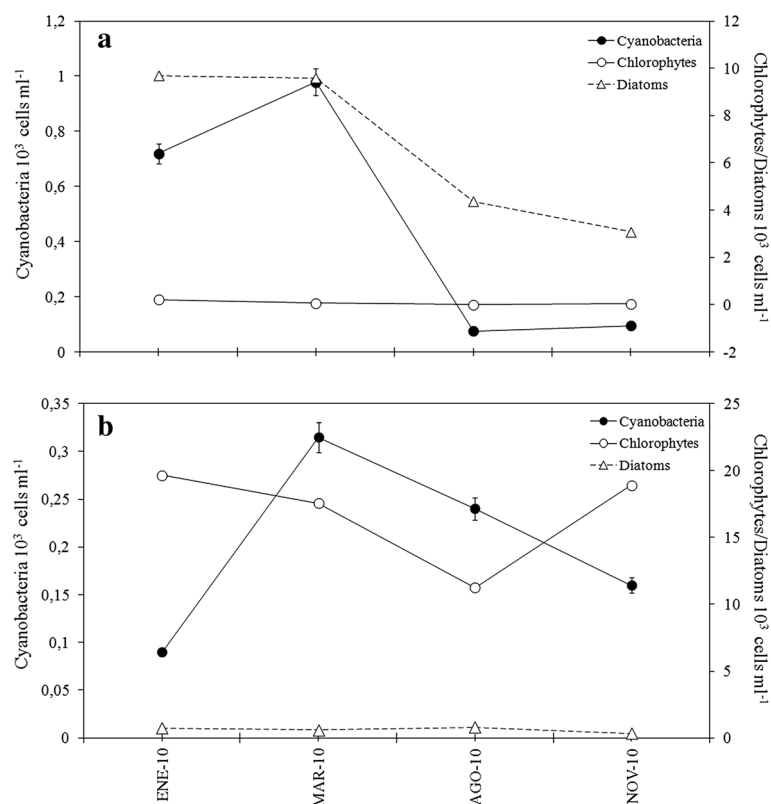 a
1,2
1
0,8
0,6
0,4
0,2
0
Cyanobacteria 10³ cells ml⁻¹
Cyanobacteria
Chlorophytes
Diatoms
12
10
8
6
4
2
0
-2
Chlorophytes/Diatoms 10³ cells ml⁻¹
b
0,35
0,3
0,25
0,2
0,15
0,1
0,05
0
Cyanobacteria 10³ cells ml⁻¹
Cyanobacteria
Chlorophytes
Diatoms
25
20
15
10
5
0
Chlorophytes/Diatoms 10³ cells ml⁻¹
ENE-10
MAR-10
AGO-10
NOV-10